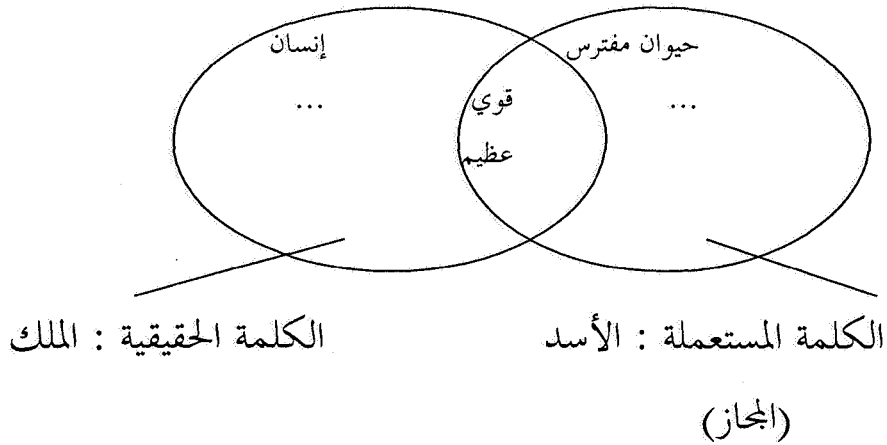 حيوان مفترس
إنسان
...
قوي
...
عظيم
الكلمة المستعملة : الأسد
الكلمة الحقيقية : الملك
(المجاز)